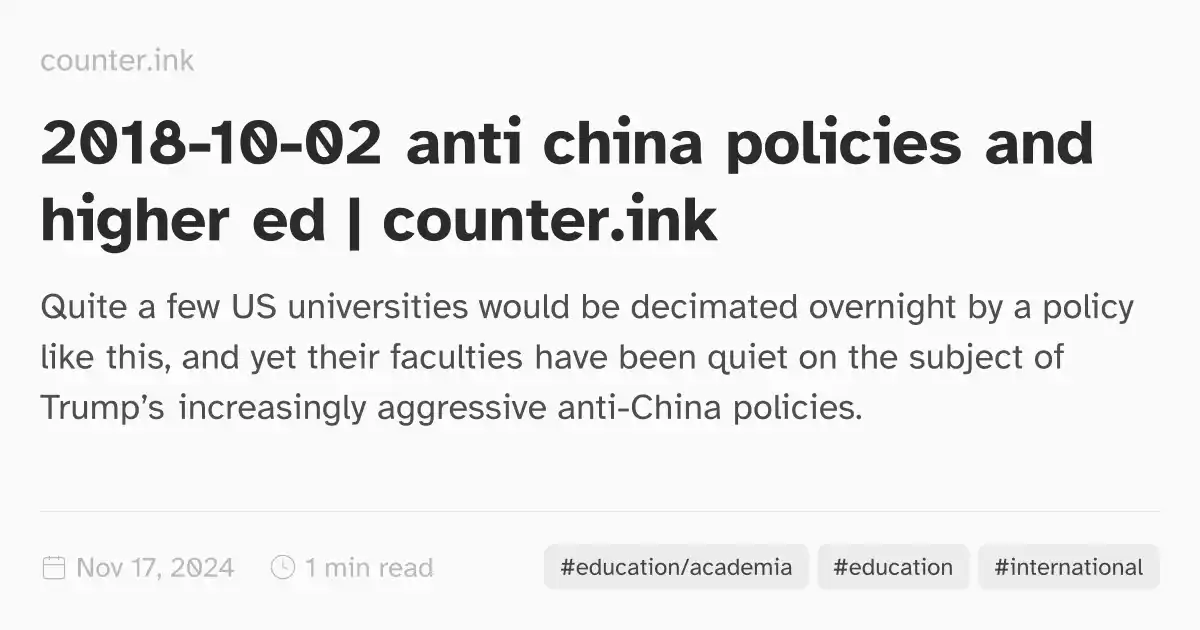 counter.ink
2018-10-02 anti china policies and
higher ed | counter.ink
Quite a few US universities would be decimated overnight by a policy
like this, and yet their faculties have been quiet on the subject of
Trump’s increasingly aggressive anti-China policies.
Nov 17, 2024 1 min read #education/academia #education #international